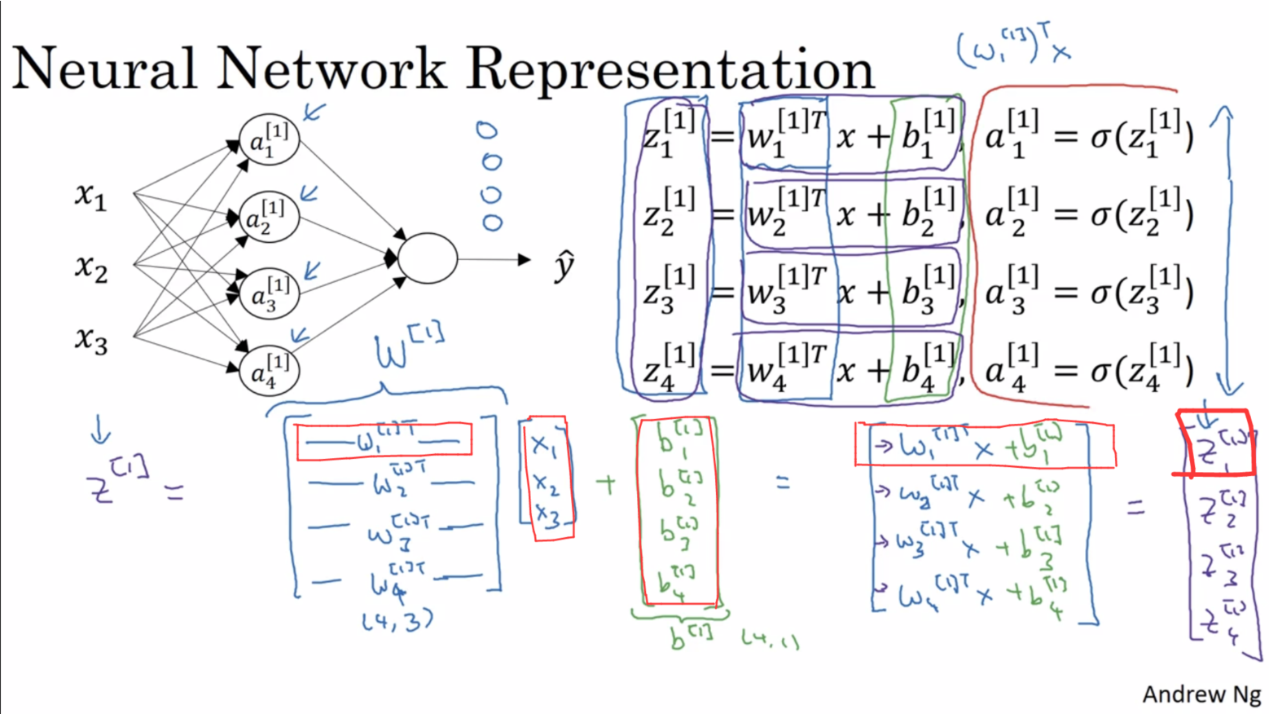 Neural Network Representation
(w₁^[1])^T x
x₁
x₂
x₃
a₁^[1]
a₂^[1]
a₃^[1]
a₄^[1]
ŷ
z₁^[1] = w₁^[1]T x + b₁^[1], a₁^[1] = σ(z₁^[1])
z₂^[1] = w₂^[1]T x + b₂^[1], a₂^[1] = σ(z₂^[1])
z₃^[1] = w₃^[1]T x + b₃^[1], a₃^[1] = σ(z₃^[1])
z₄^[1] = w₄^[1]T x + b₄^[1], a₄^[1] = σ(z₄^[1])
W^[1]
z^[1] =
w₁^[1]T
w₂^[1]T
w₃^[1]T
w₄^[1]T
(4,3)
x₁
x₂
x₃
+
b₁^[1]
b₂^[1]
b₃^[1]
b₄^[1]
b^[1] (4,1)
=
→ w₁^[1]T x + b₁^[1]
→ w₂^[1]T x + b₂^[1]
→ w₃^[1]T x + b₃^[1]
→ w₄^[1]T x + b₄^[1]
=
z₁^[1]
z₂^[1]
z₃^[1]
z₄^[1]
Andrew Ng